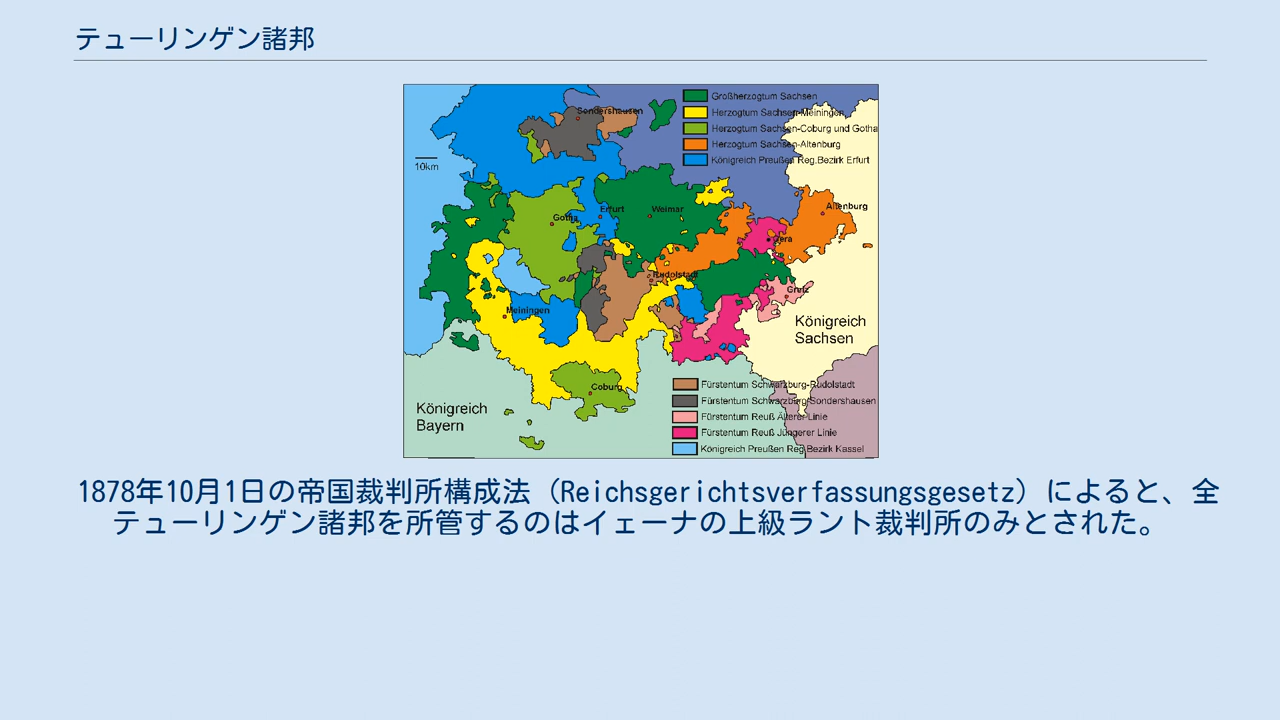 テューリンゲン諸邦
Großherzogtum Sachsen
Herzogtum Sachsen-Meiningen
Herzogtum Sachsen-Coburg und Gotha
Herzogtum Sachsen-Altenburg
Königreich Preußen Reg.Bezirk Erfurt
Sondershausen
10km
Gotha
Erfurt
Weimar
Altenburg
Gera
Rudolstadt
Greiz
Meiningen
Königreich
Sachsen
Coburg
Königreich
Bayern
Fürstentum Schwarzburg-Rudolstadt
Fürstentum Schwarzburg-Sondershausen
Fürstentum Reuß Älterer Linie
Fürstentum Reuß Jüngerer Linie
Königreich Preußen Reg.Bezirk Kassel
1878年10月1日の帝国裁判所構成法（Reichsgerichtsverfassungsgesetz）によると、全
テューリンゲン諸邦を所管するのはイェーナの上級ラント裁判所のみとされた。